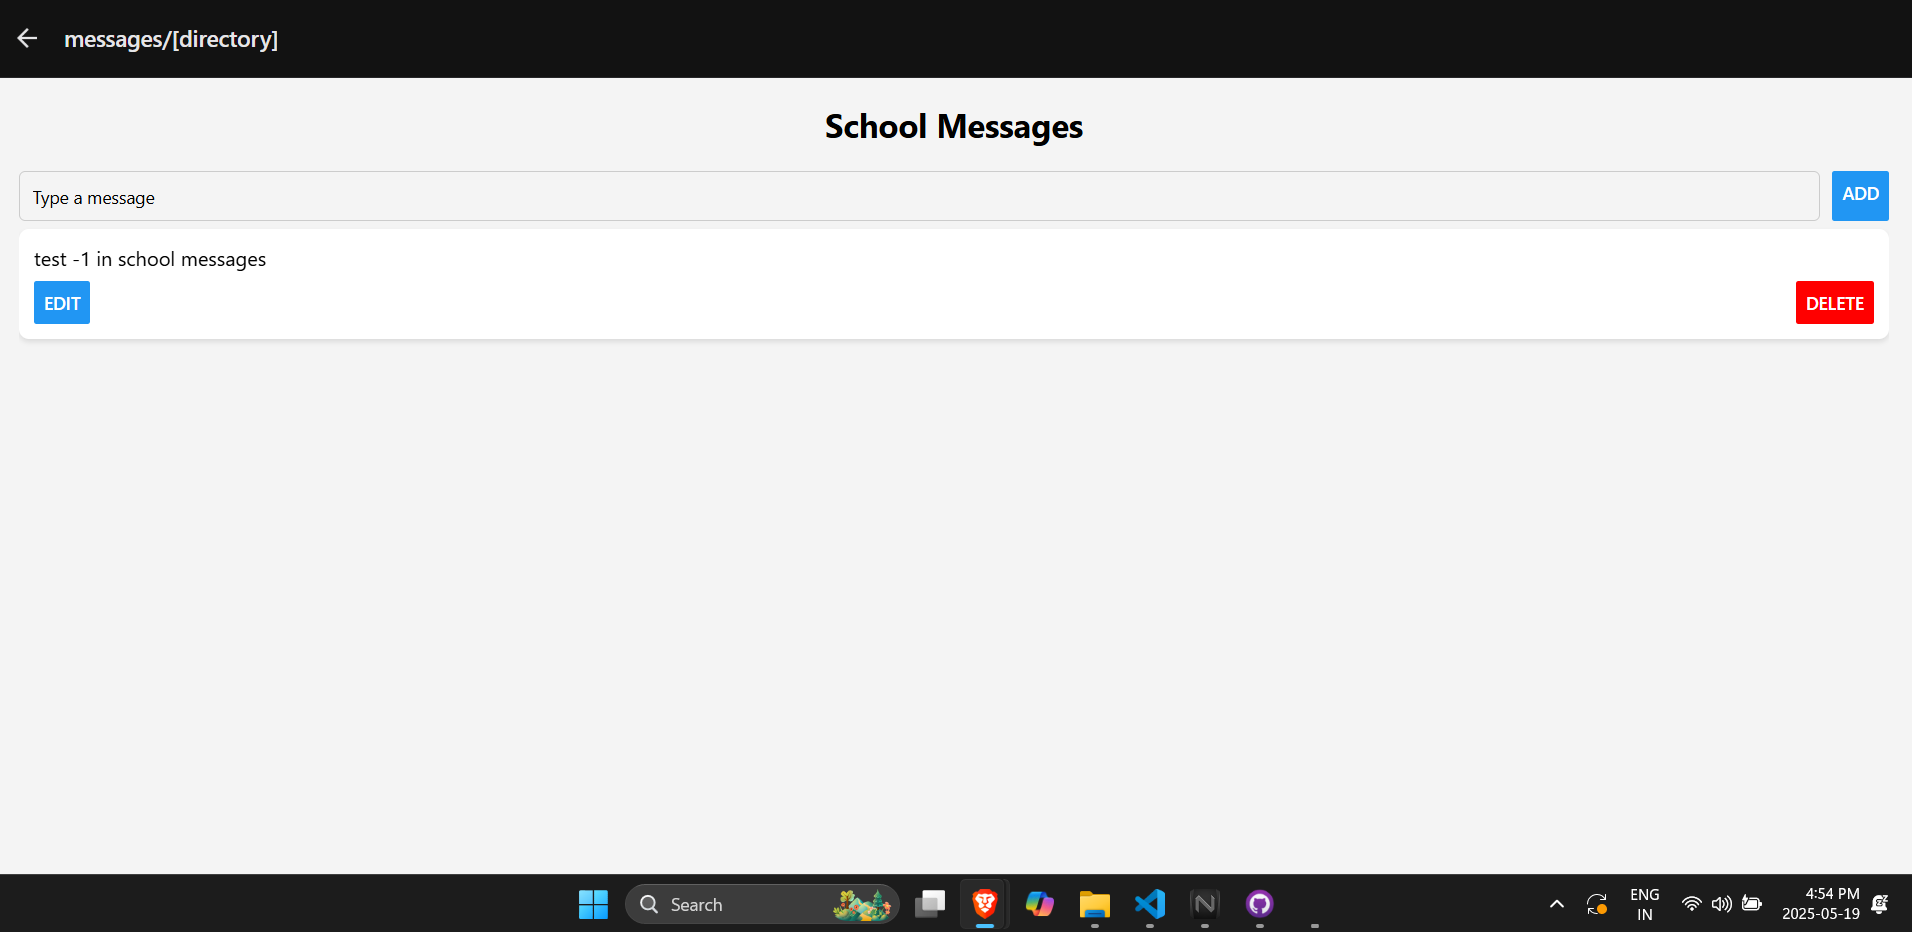 messages/[directory]
School Messages
Type a message
ADD
test -1 in school messages
EDIT
DELETE
Search
ENG
IN
4:54 PM
2025-05-19